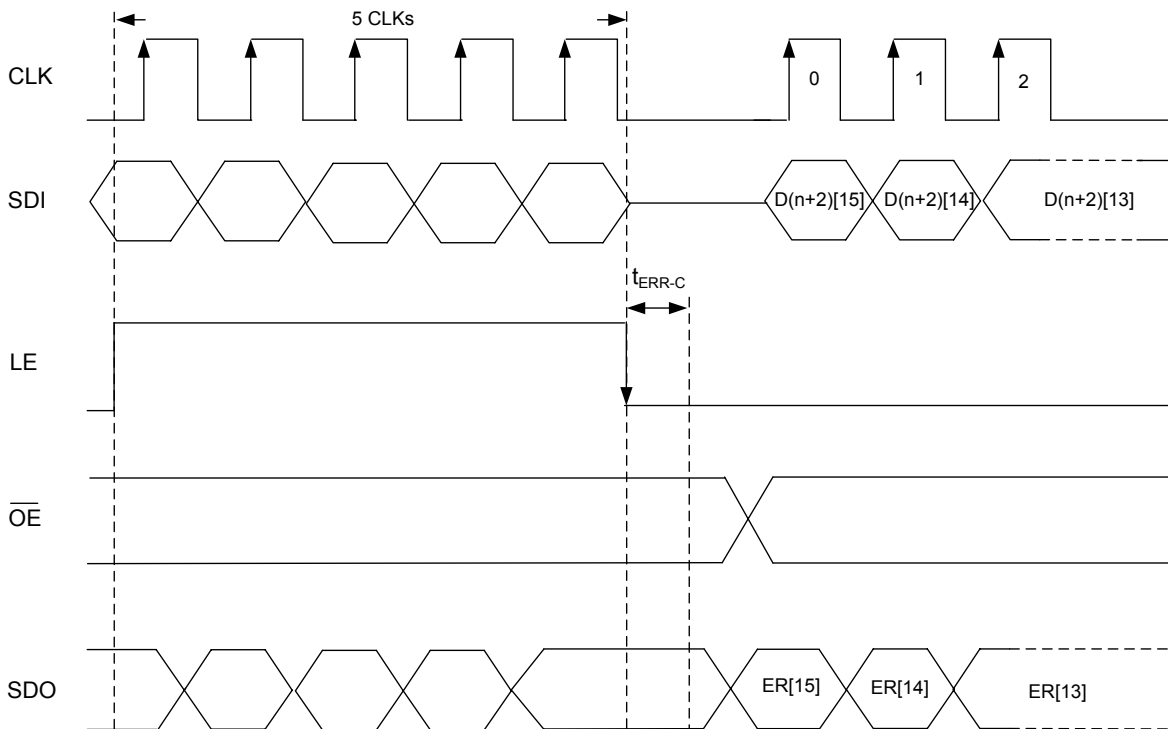 5 CLKs
CLK
0
1
2
SDI
D(n+2)[15]
D(n+2)[14]
D(n+2)[13]
tERR-C
LE
OE
SDO
ER[15]
ER[14]
ER[13]